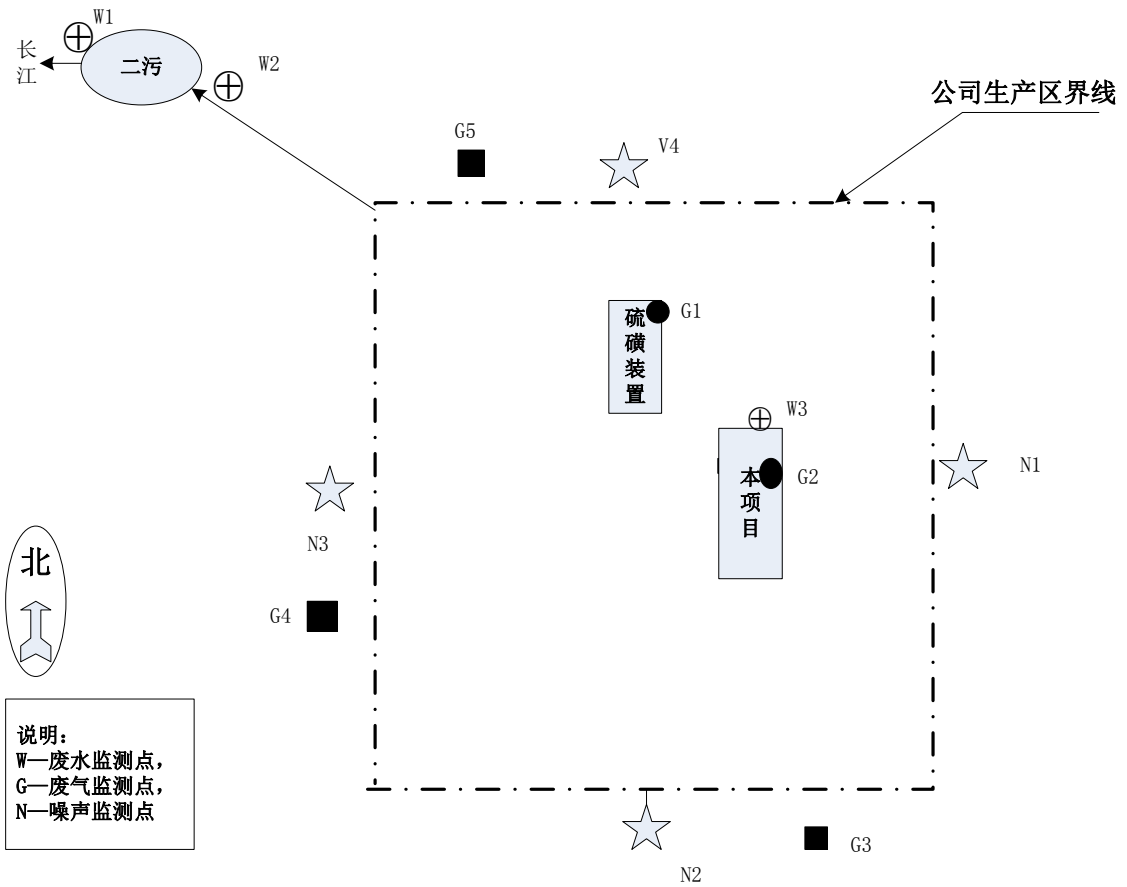 W1
长江
二污
W2
公司生产区界线
G5
V4
硫磺装置
G1
W3
本项目
G2
N1
N3
北
G4
说明：
W—废水监测点，
G—废气监测点，
N—噪声监测点
G3
N2